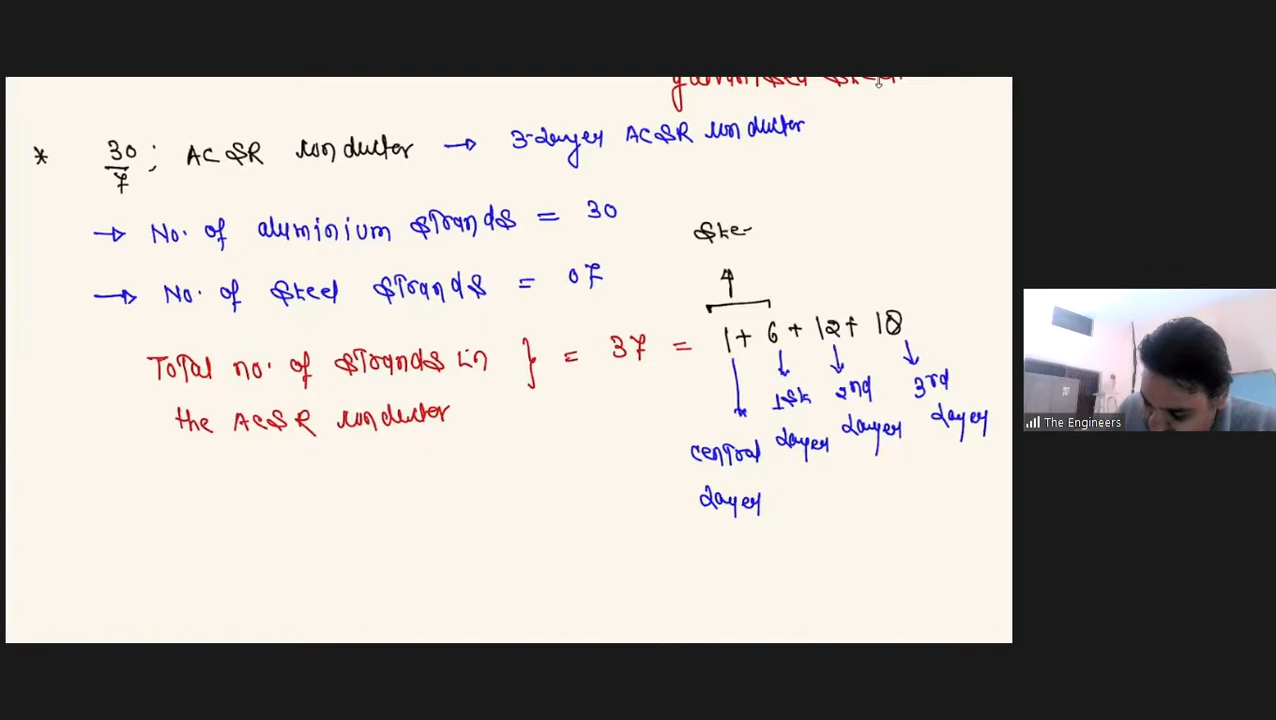 * 30/7 : ACSR conductor → 3-Layer ACSR conductor
→ No. of aluminium strands = 30
→ No. of steel strands = 07
Stee
Total no. of strands in } = 37 = 1 + 6 + 12 + 18
the ACSR conductor
central Layer
1st Layer
2nd Layer
3rd Layer
The Engineers